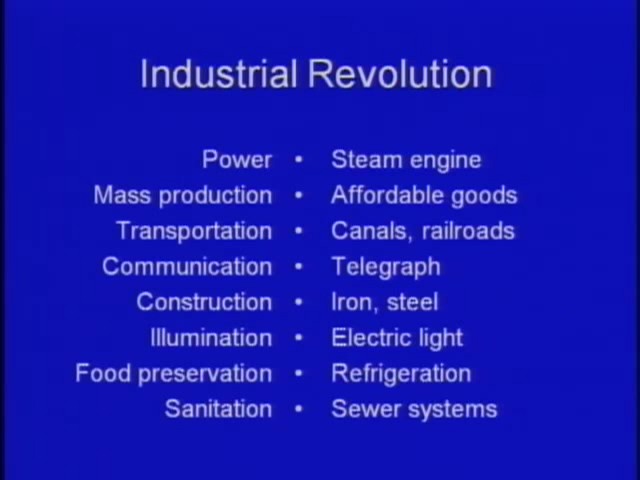 Industrial Revolution
Power • Steam engine
Mass production • Affordable goods
Transportation • Canals, railroads
Communication • Telegraph
Construction • Iron, steel
Illumination • Electric light
Food preservation • Refrigeration
Sanitation • Sewer systems